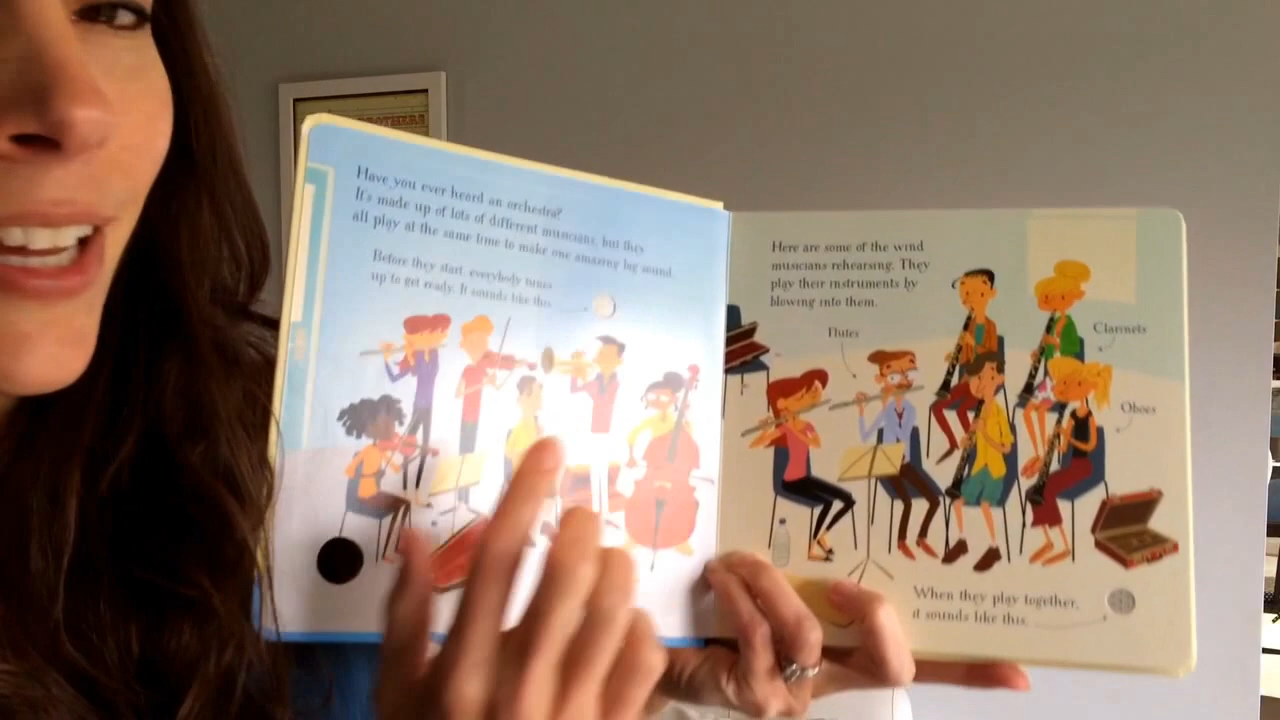 BROTHERS
Have you ever heard an orchestra?
It's made up of lots of different musicians, but they
all play at the same time to make one amazing big sound.
Before they start, everybody tunes
up to get ready. It sounds like this.
Here are some of the wind
musicians rehearsing. They
play their instruments by
blowing into them.
Flutes
Clarinets
Oboes
When they play together,
it sounds like this.